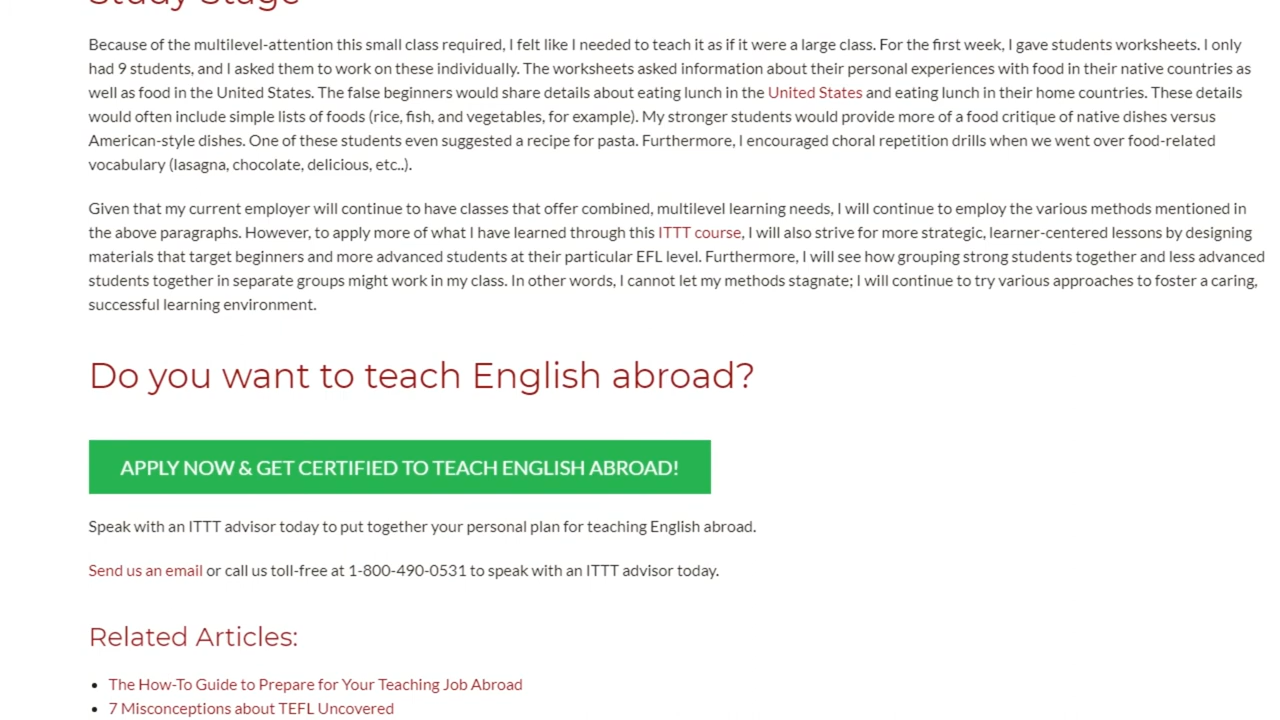 Study Stage
Because of the multilevel-attention this small class required, I felt like I needed to teach it as if it were a large class. For the first week, I gave students worksheets. I only
had 9 students, and I asked them to work on these individually. The worksheets asked information about their personal experiences with food in their native countries as
well as food in the United States. The false beginners would share details about eating lunch in the United States and eating lunch in their home countries. These details
would often include simple lists of foods (rice, fish, and vegetables, for example). My stronger students would provide more of a food critique of native dishes versus
American-style dishes. One of these students even suggested a recipe for pasta. Furthermore, I encouraged choral repetition drills when we went over food-related
vocabulary (lasagna, chocolate, delicious, etc..).
Given that my current employer will continue to have classes that offer combined, multilevel learning needs, I will continue to employ the various methods mentioned in
the above paragraphs. However, to apply more of what I have learned through this ITTT course, I will also strive for more strategic, learner-centered lessons by designing
materials that target beginners and more advanced students at their particular EFL level. Furthermore, I will see how grouping strong students together and less advanced
students together in separate groups might work in my class. In other words, I cannot let my methods stagnate; I will continue to try various approaches to foster a caring,
successful learning environment.
Do you want to teach English abroad?
APPLY NOW & GET CERTIFIED TO TEACH ENGLISH ABROAD!
Speak with an ITTT advisor today to put together your personal plan for teaching English abroad.
Send us an email or call us toll-free at 1-800-490-0531 to speak with an ITTT advisor today.
Related Articles:
• The How-To Guide to Prepare for Your Teaching Job Abroad
• 7 Misconceptions about TEFL Uncovered